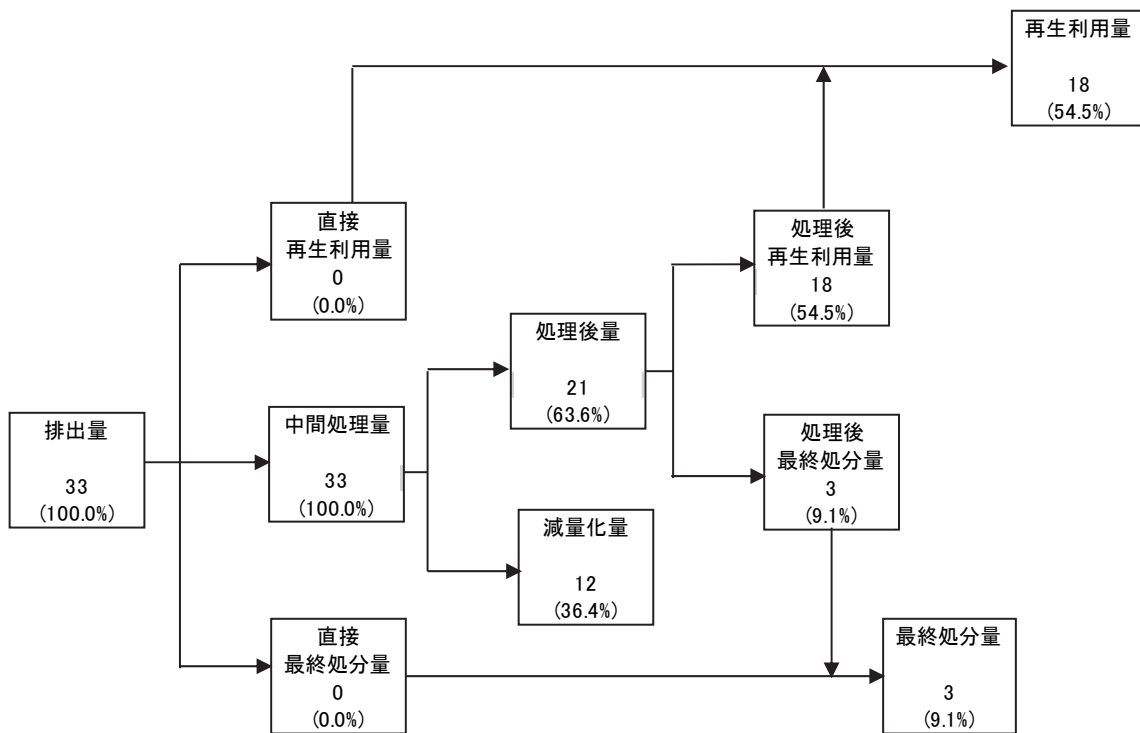 再生利用量
18
(54.5%)
直接
再生利用量
0
(0.0%)
処理後
再生利用量
18
(54.5%)
処理後量
21
(63.6%)
排出量
33
(100.0%)
中間処理量
33
(100.0%)
処理後
最終処分量
3
(9.1%)
減量化量
12
(36.4%)
直接
最終処分量
0
(0.0%)
最終処分量
3
(9.1%)